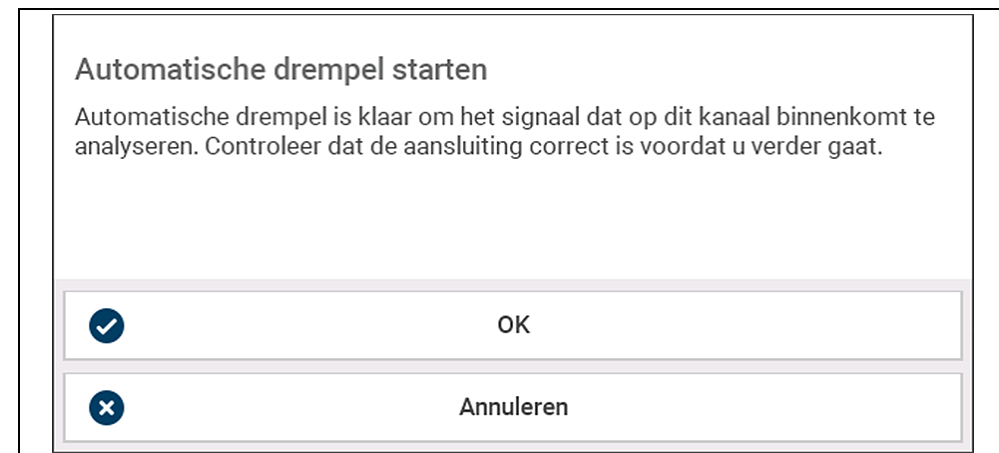 Automatische drempel starten
Automatische drempel is klaar om het signaal dat op dit kanaal binnenkomt te
analyseren. Controleer dat de aansluiting correct is voordat u verder gaat.
OK
Annuleren